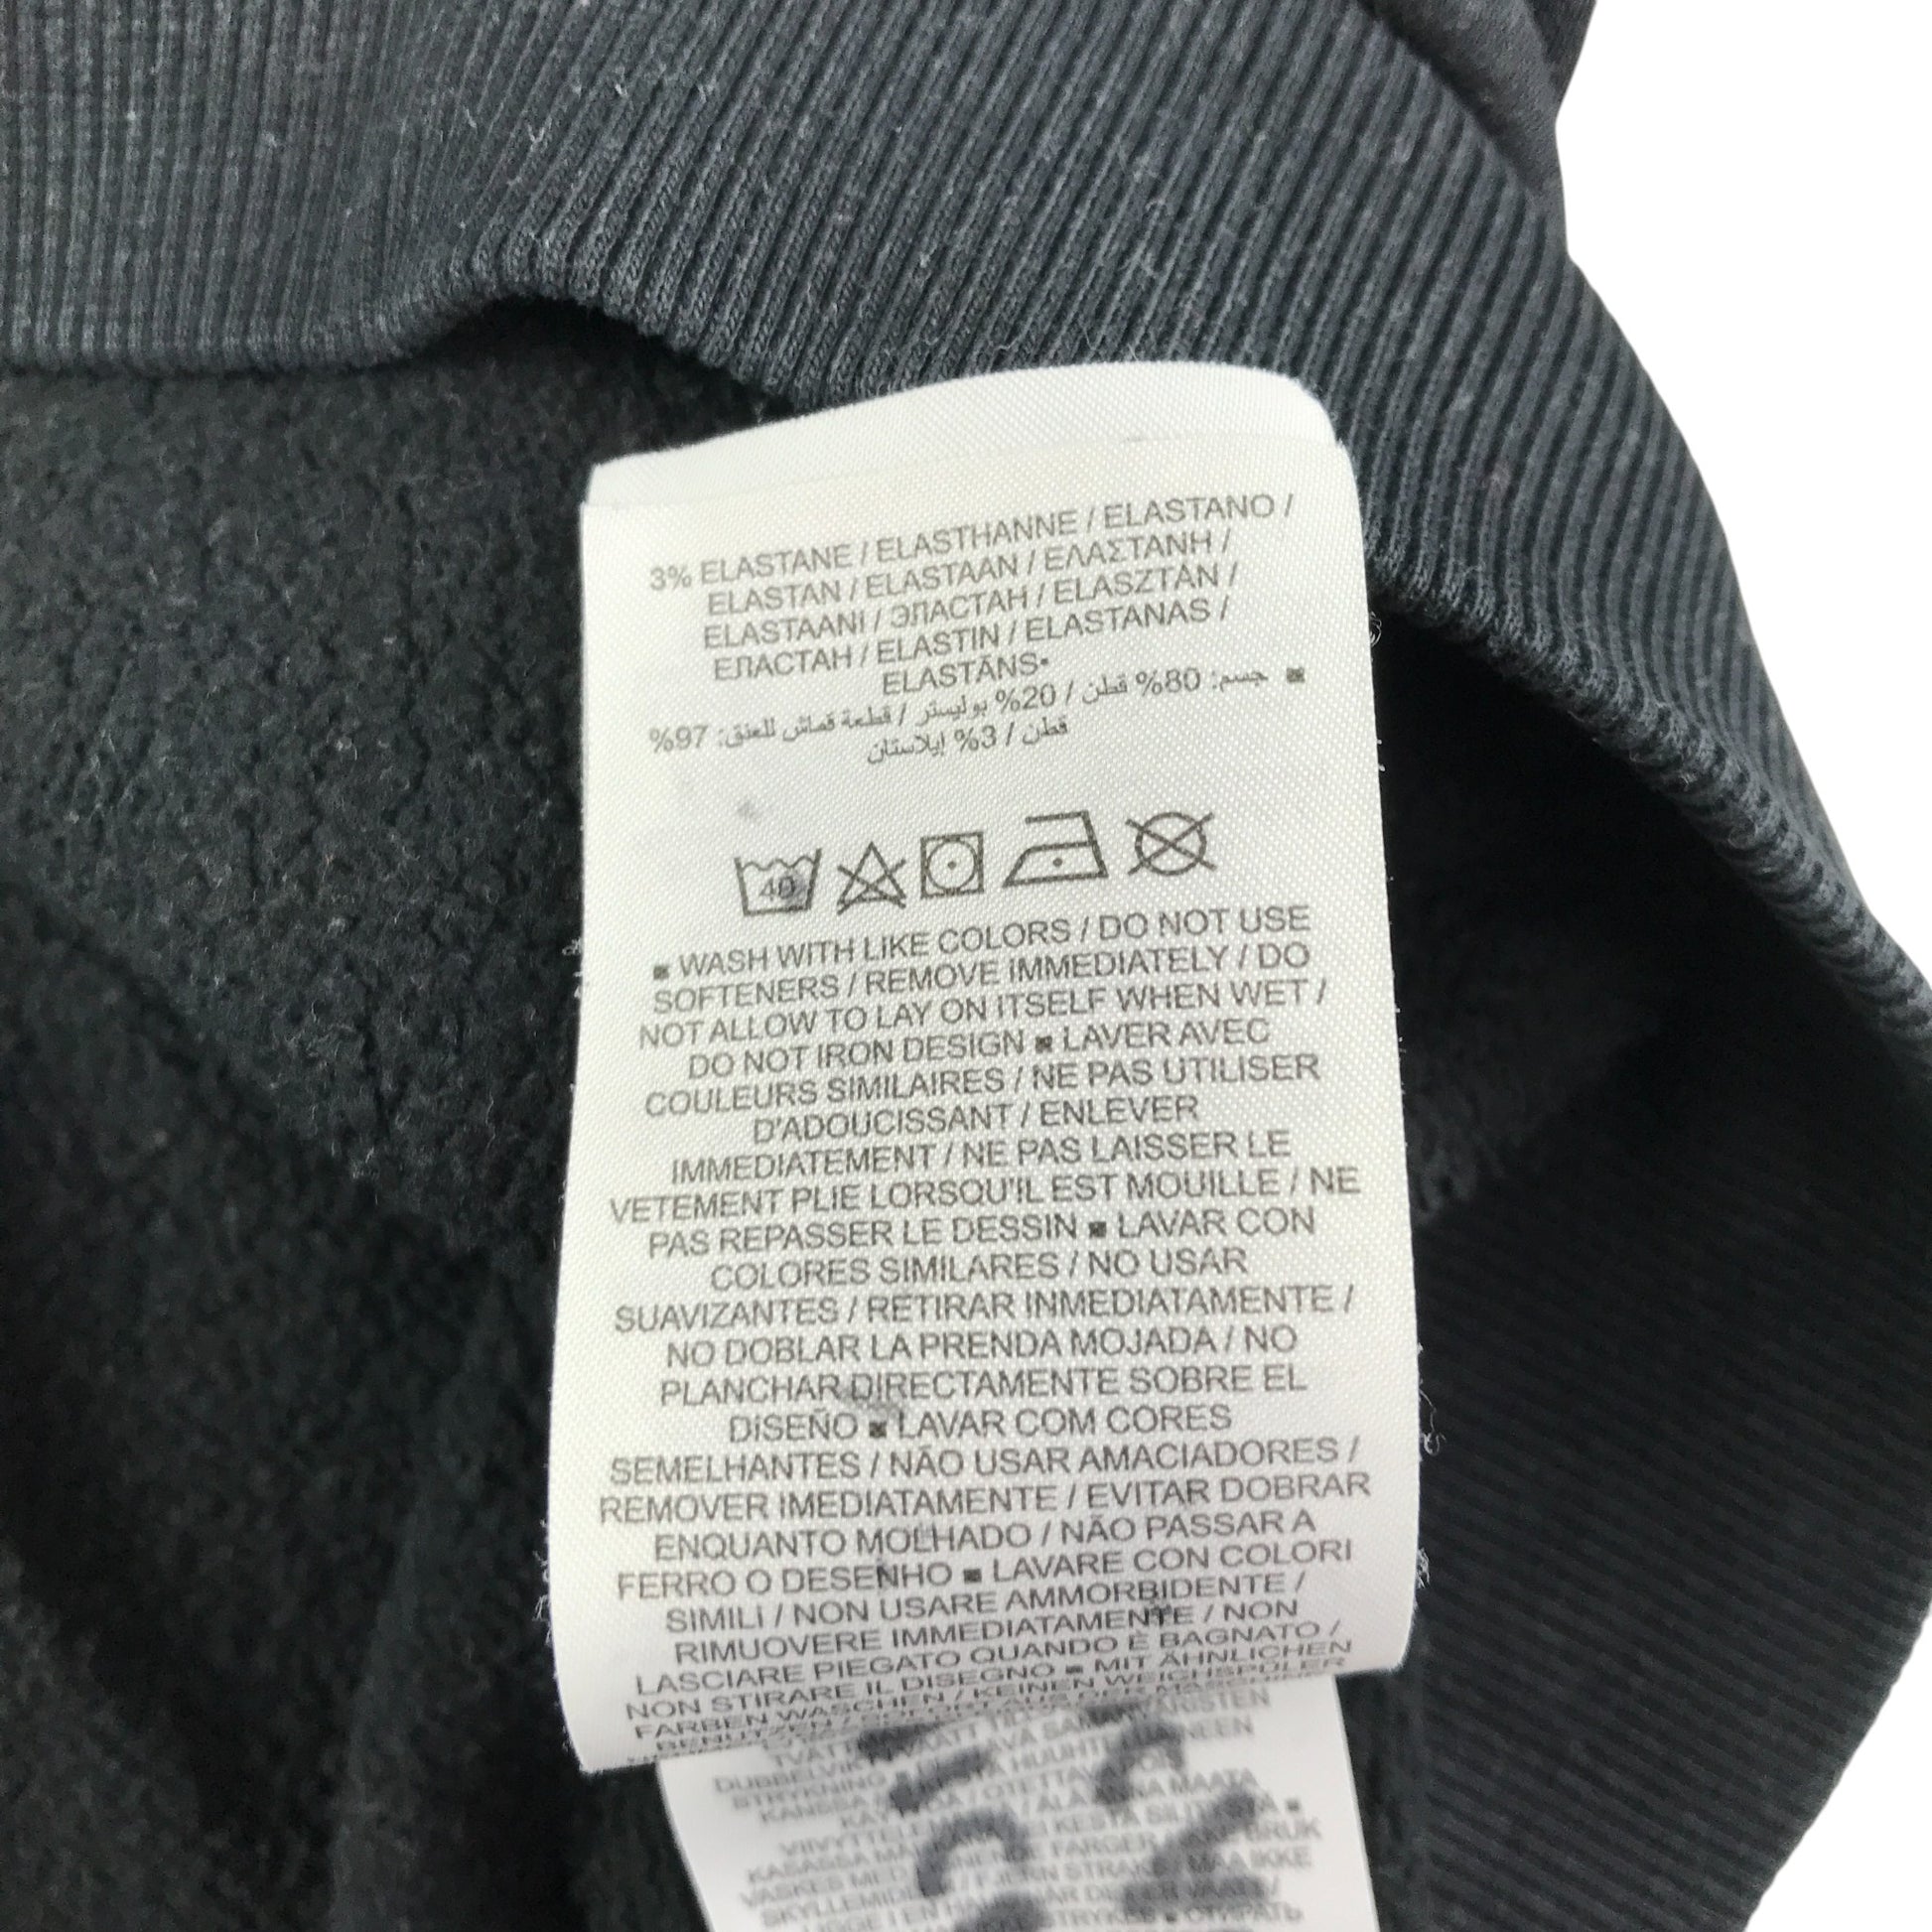 3% ELASTANE / ELASTHANNE / ELASTANO /
ELASTAN / ELASTAAN / ΕΛΑΣΤΑΝΗ /
ELASTAANI / ЭЛАСТАН / ELASZTÁN /
ЕЛАСТАН / ELASTIN / ELASTANAS /
ELASTĀNS•
▪ جسم: 80% قطن / 20% بوليستر / قطعة قماش للعنق: 97%
قطن / 3% إيلاستان
40
▪ WASH WITH LIKE COLORS / DO NOT USE
SOFTENERS / REMOVE IMMEDIATELY / DO
NOT ALLOW TO LAY ON ITSELF WHEN WET /
DO NOT IRON DESIGN ▪ LAVER AVEC
COULEURS SIMILAIRES / NE PAS UTILISER
D'ADOUCISSANT / ENLEVER
IMMEDIATEMENT / NE PAS LAISSER LE
VETEMENT PLIE LORSQU'IL EST MOUILLE / NE
PAS REPASSER LE DESSIN ▪ LAVAR CON
COLORES SIMILARES / NO USAR
SUAVIZANTES / RETIRAR INMEDIATAMENTE /
NO DOBLAR LA PRENDA MOJADA / NO
PLANCHAR DIRECTAMENTE SOBRE EL
DISEÑO ▪ LAVAR COM CORES
SEMELHANTES / NÃO USAR AMACIADORES /
REMOVER IMEDIATAMENTE / EVITAR DOBRAR
ENQUANTO MOLHADO / NÃO PASSAR A
FERRO O DESENHO ▪ LAVARE CON COLORI
SIMILI / NON USARE AMMORBIDENTE /
RIMUOVERE IMMEDIATAMENTE / NON
LASCIARE PIEGATO QUANDO È BAGNATO /
NON STIRARE IL DISEGNO ▪ MIT ÄHNLICHEN
FARBEN WASCHEN / KEINEN WEICHSPÜLER
BENUTZEN /